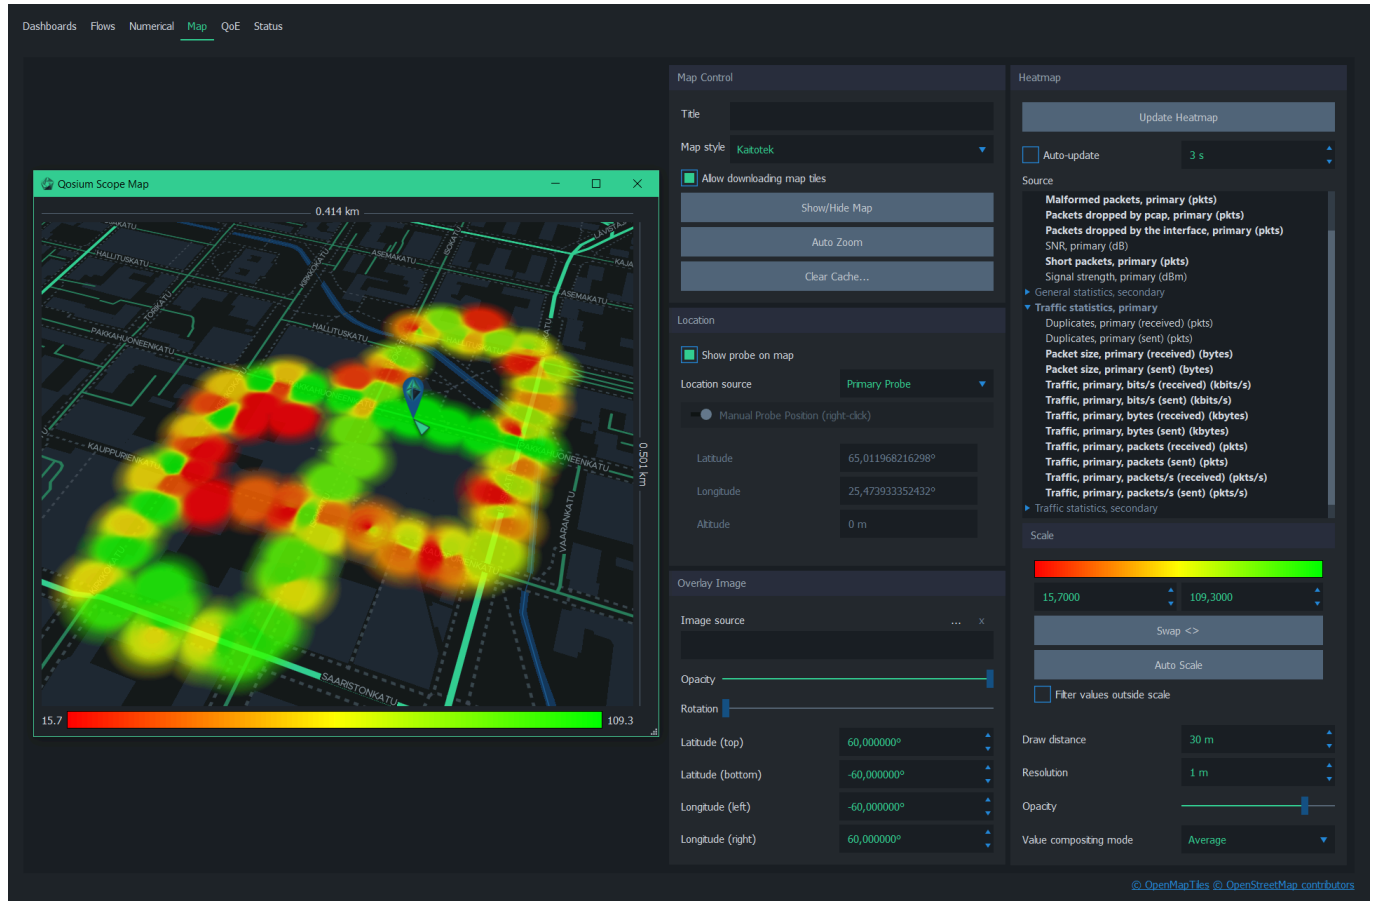 Dashboards Flows Numerical Map QoE Status
Qosium Scope Map
0.414 km
HALLITUSKATU
ASEMAKATU
KIRKKOKATU
ISOKATU
TORIKATU
PAKKAHUONEENKATU
HALLITUSKATU
ASEMAKATU
KAUPPURIENKATU
VAARANKATU
SAARISTONKATU
0.501 km
15.7
109.3
Map Control
Title
Map style Kaitotek
Allow downloading map tiles
Show/Hide Map
Auto Zoom
Clear Cache...
Location
Show probe on map
Location source Primary Probe
Manual Probe Position (right-click)
Latitude 65,011968216298º
Longitude 25,473933352432º
Altitude 0 m
Overlay Image
Image source ... x
Opacity
Rotation
Latitude (top) 60,000000º
Latitude (bottom) -60,000000º
Longitude (left) -60,000000º
Longitude (right) 60,000000º
Heatmap
Update Heatmap
Auto-update 3 s
Source
Malformed packets, primary (pkts)
Packets dropped by pcap, primary (pkts)
Packets dropped by the interface, primary (pkts)
SNR, primary (dB)
Short packets, primary (pkts)
Signal strength, primary (dBm)
General statistics, secondary
Traffic statistics, primary
Duplicates, primary (received) (pkts)
Duplicates, primary (sent) (pkts)
Packet size, primary (received) (bytes)
Packet size, primary (sent) (bytes)
Traffic, primary, bits/s (received) (kbits/s)
Traffic, primary, bits/s (sent) (kbits/s)
Traffic, primary, bytes (received) (kbytes)
Traffic, primary, bytes (sent) (kbytes)
Traffic, primary, packets (received) (pkts)
Traffic, primary, packets (sent) (pkts)
Traffic, primary, packets/s (received) (pkts/s)
Traffic, primary, packets/s (sent) (pkts/s)
Traffic statistics, secondary
Scale
15,7000 109,3000
Swap <>
Auto Scale
Filter values outside scale
Draw distance 30 m
Resolution 1 m
Opacity
Value compositing mode Average
© OpenMapTiles © OpenStreetMap contributors